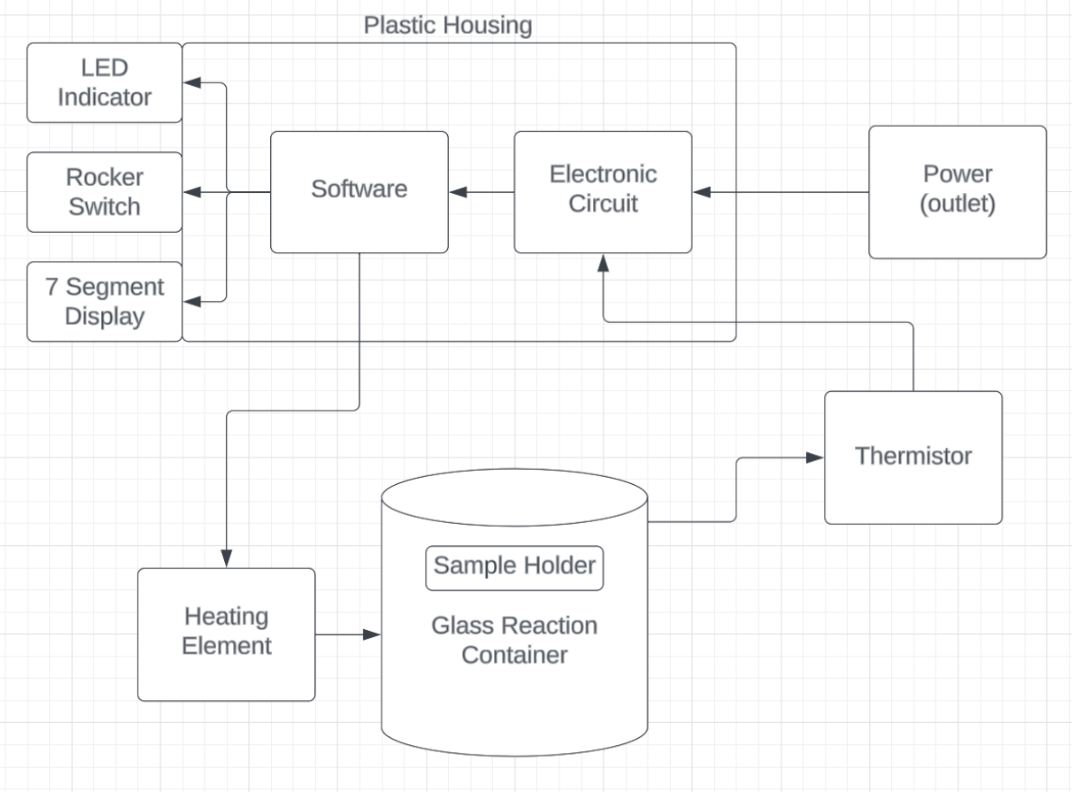 Plastic Housing
LED
Indicator
Rocker
Switch
7 Segment
Display
Software
Electronic
Circuit
Power
(outlet)
Thermistor
Heating
Element
Sample Holder
Glass Reaction
Container